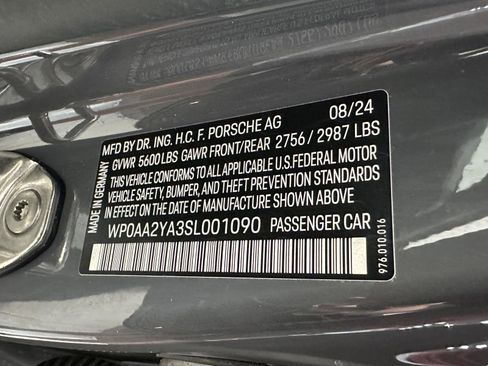 MFD BY DR. ING. H.C. F. PORSCHE AG 08/24
GVWR 5600 LBS GAWR FRONT/REAR 2756 / 2987 LBS
THIS VEHICLE CONFORMS TO ALL APPLICABLE U.S. FEDERAL MOTOR
VEHICLE SAFETY, BUMPER, AND THEFT PREVENTION STANDARDS
IN EFFECT ON THE DATE OF MANUFACTURE SHOWN ABOVE
WP0AA2YA3SL001090 PASSENGER CAR
MADE IN GERMANY
976.010.016